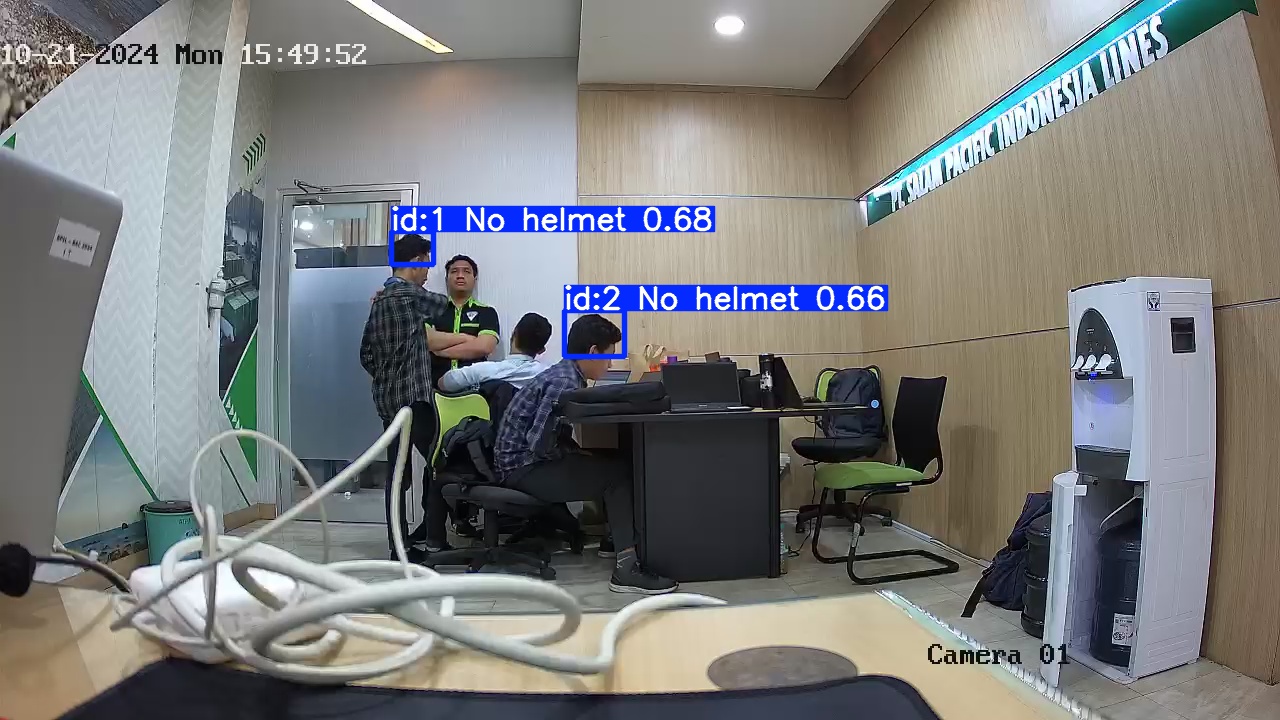 10-21-2024 Mon 15:49:52
PT. SALAM PACIFIC INDONESIA LINES
id:1 No helmet 0.68
id:2 No helmet 0.66
Camera 01